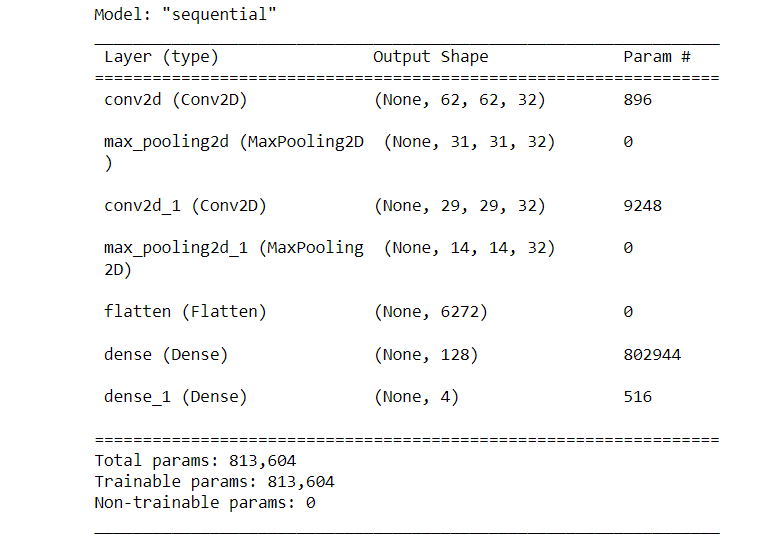 Model: "sequential"
_________________________________________________________________
Layer (type) Output Shape Param #
=================================================================
conv2d (Conv2D) (None, 62, 62, 32) 896
max_pooling2d (MaxPooling2D (None, 31, 31, 32) 0
)
conv2d_1 (Conv2D) (None, 29, 29, 32) 9248
max_pooling2d_1 (MaxPooling (None, 14, 14, 32) 0
2D)
flatten (Flatten) (None, 6272) 0
dense (Dense) (None, 128) 802944
dense_1 (Dense) (None, 4) 516
=================================================================
Total params: 813,604
Trainable params: 813,604
Non-trainable params: 0
_________________________________________________________________